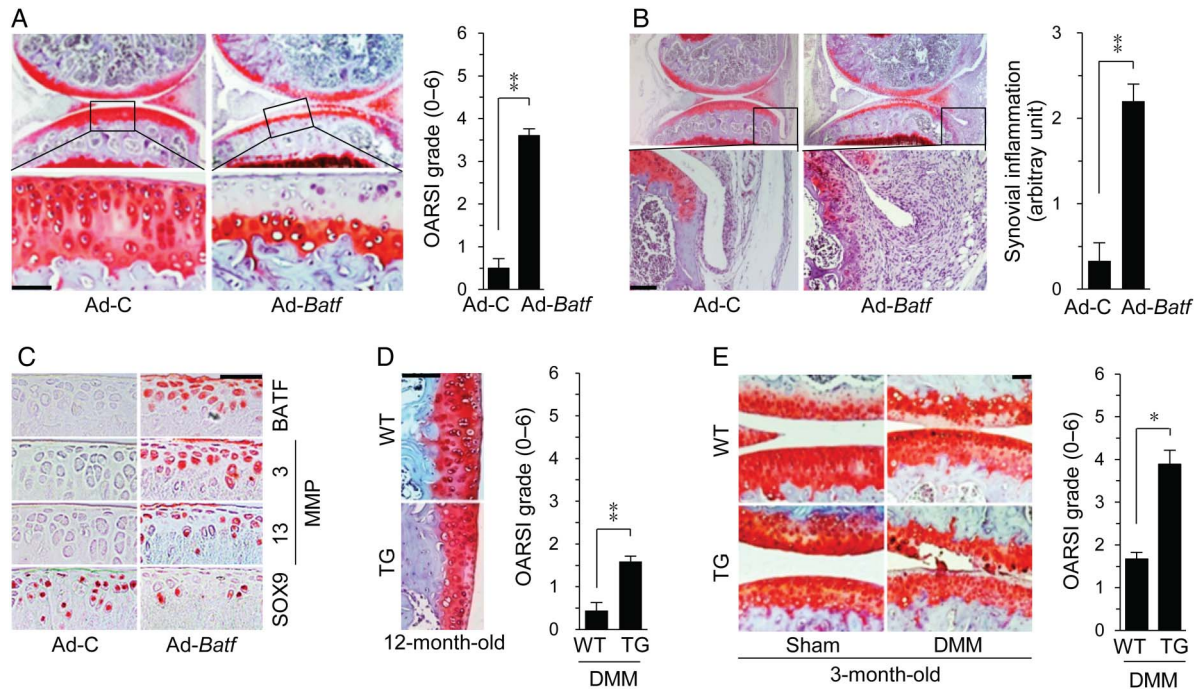 A
OARSI grade (0–6)
6
5
4
3
2
1
0
**
Ad-C
Ad-Batf
Ad-C Ad-Batf
B
Synovial inflammation
(arbitray unit)
3
2
1
0
**
Ad-C
Ad-Batf
Ad-C Ad-Batf
C
BATF
3
13
MMP
SOX9
Ad-C
Ad-Batf
D
WT
TG
12-month-old
OARSI grade (0–6)
6
5
4
3
2
1
0
**
WT TG
DMM
E
WT
TG
Sham
DMM
3-month-old
OARSI grade (0–6)
6
5
4
3
2
1
0
*
WT TG
DMM